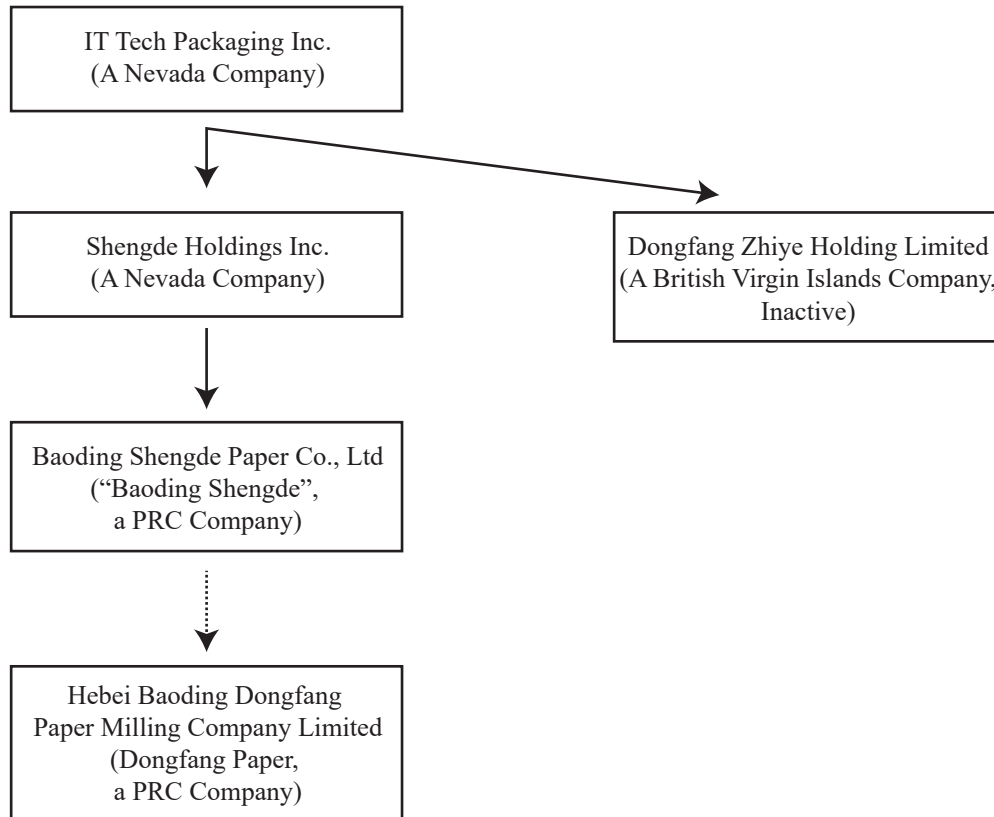 IT Tech Packaging Inc.
(A Nevada Company)
Shengde Holdings Inc.
(A Nevada Company)
Dongfang Zhiye Holding Limited
(A British Virgin Islands Company,
Inactive)
Baoding Shengde Paper Co., Ltd
(“Baoding Shengde”,
a PRC Company)
Hebei Baoding Dongfang
Paper Milling Company Limited
(Dongfang Paper,
a PRC Company)